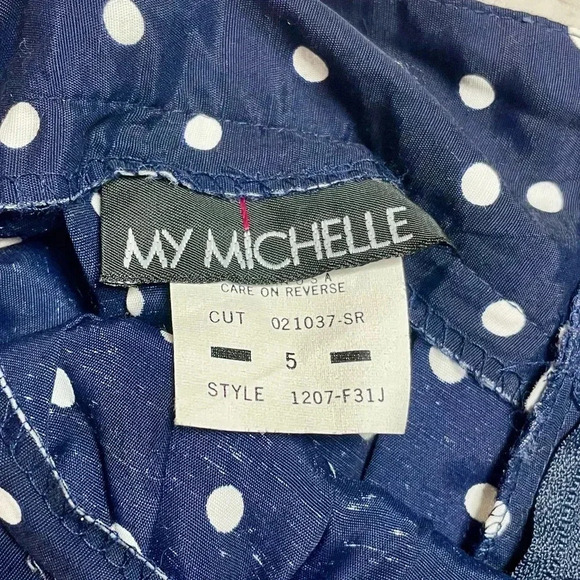 MY MICHELLE
U S A
CARE ON REVERSE
CUT 021037-SR
5
STYLE 1207-F31J